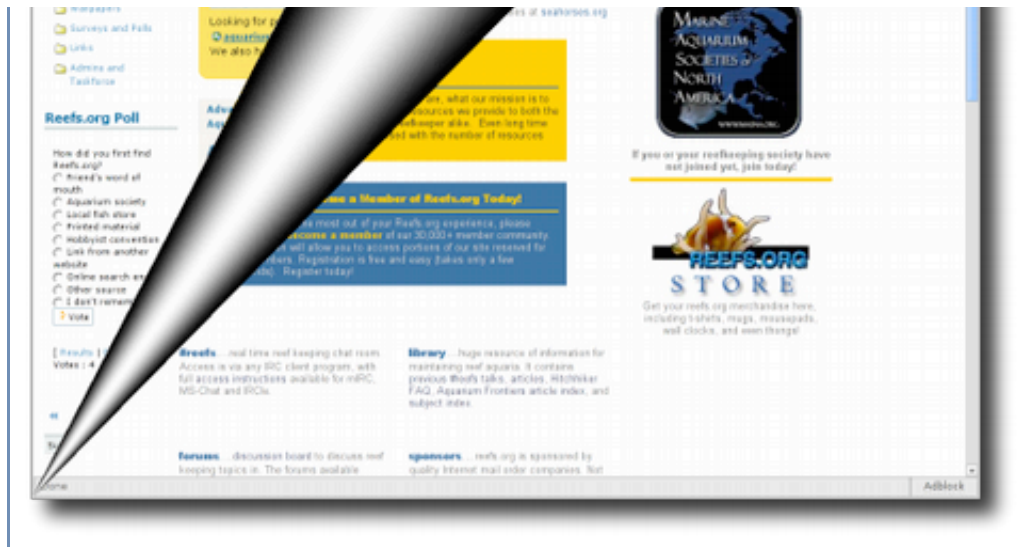 Wallpapers
Surveys and Polls
Links
Admins and
Taskforce
Reefs.org Poll
How did you first find
Reefs.org?
Friend's word of
mouth
Aquarium society
Local fish store
Printed material
Hobbyist convention
Link from another
website
Online search
Other source
I don't
Vote
[ Results |
Votes : 4
«
Looking for
We also
at seahorses.org
are, what our mission is to
resources we provide to both the
alike. Even long time
with the number of resources
a Member of Reefs.org Today!
most out of your Reefs.org experience, please
become a member of our 30,000+ member community.
will allow you to access portions of our site reserved for
Registration is free and easy (takes only a few
Register today!
#reefs ...real time reef keeping chat room.
Access is via any IRC client program, with
full access instructions available for mIRC,
MS-Chat and IRCle.
library ...huge resource of information for
maintaining reef aquaria. It contains
previous #reefs talks, articles, Hitchhiker
FAQ, Aquarium Frontiers article index, and
subject index.
forums ...discussion board to discuss reef
keeping topics in. The forums available
sponsors ...reefs.org is sponsored by
quality Internet mail order companies. Not
MARINE
AQUARIUM
SOCIETIES of
NORTH
AMERICA
If you or your reefkeeping society have
not joined yet, join today!
REEFS.ORG
STORE
Get your reefs.org merchandise here,
including t-shirts, mugs, mousepads,
wall clocks, and even thongs!
Adblock